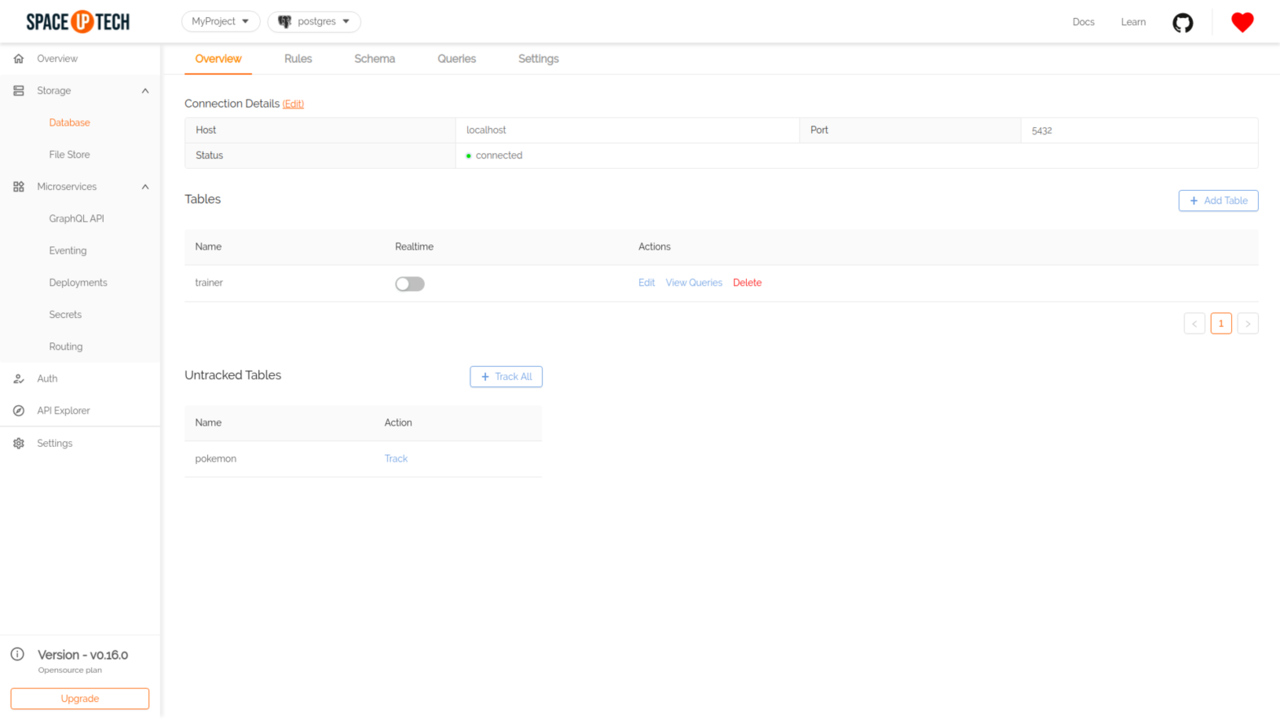 SPACE UP TECH
MyProject
postgres
Docs
Learn
Overview
Storage
Database
File Store
Microservices
GraphQL API
Eventing
Deployments
Secrets
Routing
Auth
API Explorer
Settings
Version - v0.16.0
Opensource plan
Upgrade
Overview Rules Schema Queries Settings
Connection Details (Edit)
Host localhost Port 5432
Status connected
Tables
+ Add Table
Name Realtime Actions
trainer Edit View Queries Delete
< 1 >
Untracked Tables
+ Track All
Name Action
pokemon Track